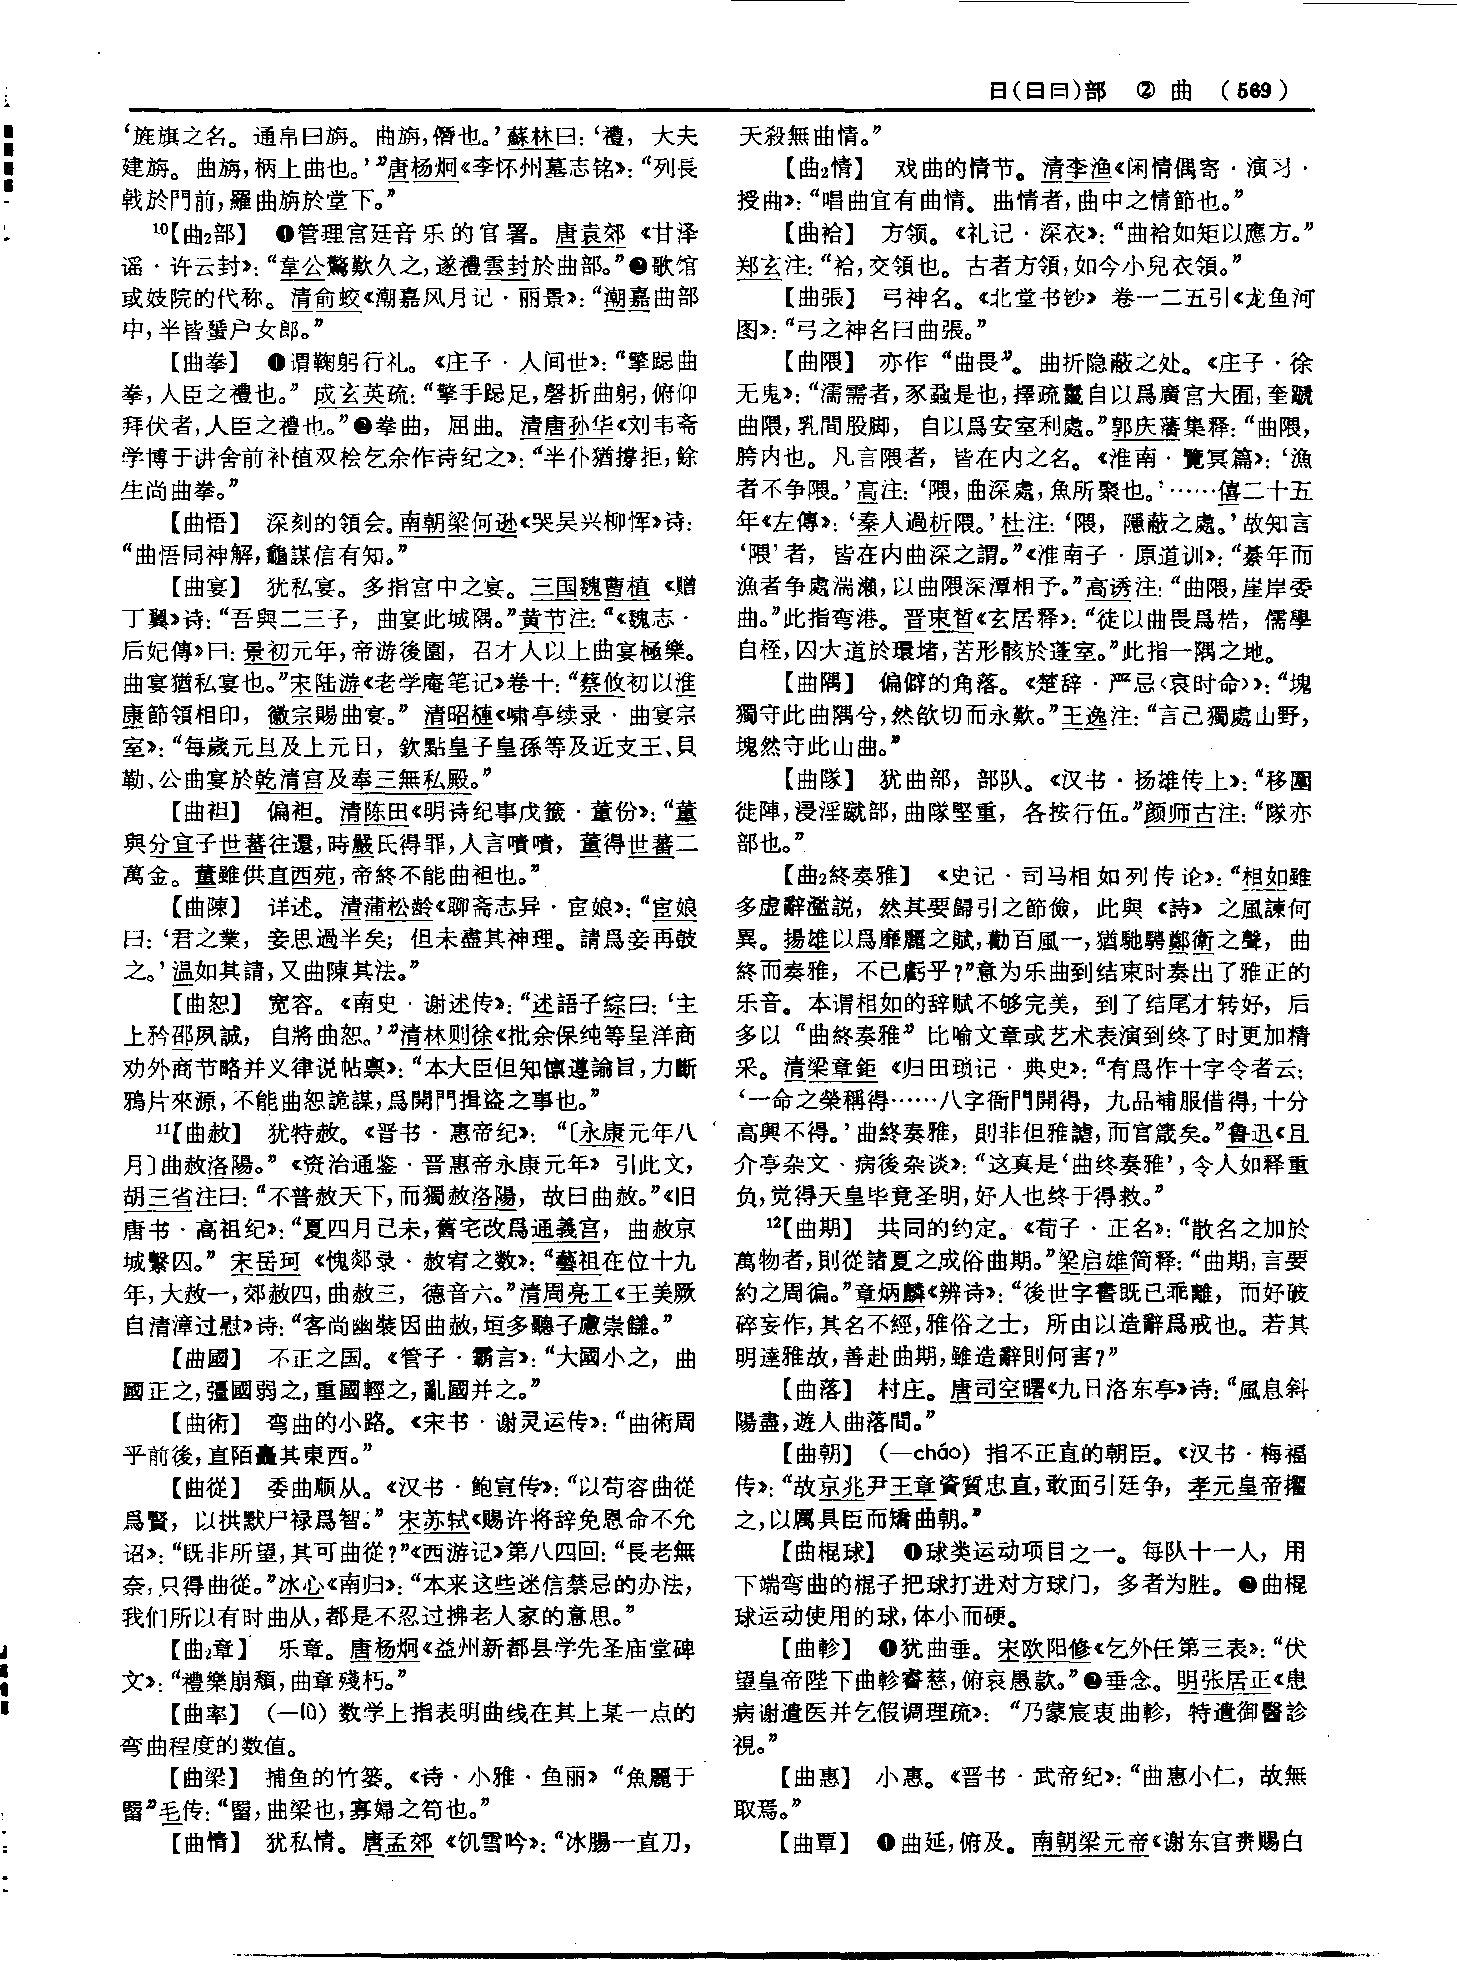 日(日曰)部　② 曲　（569）
‘旌旗之名。通帛曰旃。曲旃，僭也。’蘇林曰：‘禮，大夫
建旃。曲旃，柄上曲也。’”唐杨炯《李怀州墓志铭》：“列長
戟於門前，羅曲旃於堂下。”
10【曲₂部】　❶管理宫廷音乐的官署。唐袁郊《甘泽
谣·许云封》：“韋公驚歎久之，遂禮雲封於曲部。”❷歌馆
或妓院的代称。清俞蛟《潮嘉风月记·丽景》：“潮嘉曲部
中，半皆蜑户女郎。”
【曲拳】　❶谓鞠躬行礼。《庄子·人间世》：“擎跽曲
拳，人臣之禮也。”成玄英疏：“擎手跽足，磬折曲躬，俯仰
拜伏者，人臣之禮也。”❷拳曲，屈曲。清唐孙华《刘韦斋
学博于讲舍前补植双桧乞余作诗纪之》：“半仆猶撐拒，餘
生尚曲拳。”
【曲悟】　深刻的領会。南朝梁何逊《哭吴兴柳恽》诗：
“曲悟同神解，龜謀信有知。”
【曲宴】　犹私宴。多指宫中之宴。三国魏曹植《赠
丁翼》诗：“吾與二三子，曲宴此城隅。”黄节注：“《魏志·
后妃傳》曰：景初元年，帝游後園，召才人以上曲宴極樂。
曲宴猶私宴也。”宋陆游《老学庵笔记》卷十：“蔡攸初以淮
康節領相印，徽宗賜曲宴。”清昭槤《啸亭续录·曲宴宗
室》：“每歲元旦及上元日，欽點皇子皇孫等及近支王、貝
勒、公曲宴於乾清宫及奉三無私殿。”
【曲袒】　偏袒。清陈田《明诗纪事戊籤·董份》：“董
與分宜子世蕃往還，時嚴氏得罪，人言嘖嘖，董得世蕃二
萬金。董雖供直西苑，帝終不能曲袒也。”
【曲陳】　详述。清蒲松龄《聊斋志异·宦娘》：“宦娘
曰：‘君之業，妾思過半矣；但未盡其神理。請爲妾再鼓
之。’温如其請，又曲陳其法。”
【曲恕】　宽容。《南史·谢述传》：“述語子綜曰：‘主
上矜邵夙誠，自將曲恕。’”清林则徐《批余保纯等呈洋商
劝外商节略并义律说帖禀》：“本大臣但知懔遵諭旨，力斷
鴉片來源，不能曲恕詭謀，爲開門揖盗之事也。”
11【曲赦】　犹特赦。《晋书·惠帝纪》：“〔永康元年八
月〕曲赦洛陽。”《资治通鉴·晋惠帝永康元年》引此文，
胡三省注曰：“不普赦天下，而獨赦洛陽，故曰曲赦。”《旧
唐书·高祖纪》：“夏四月己未，舊宅改爲通義宫，曲赦京
城繫囚。”宋岳珂《愧郯录·赦宥之数》：“藝祖在位十九
年，大赦一，郊赦四，曲赦三，德音六。”清周亮工《王美厥
自清漳过慰》诗：“客尚幽裝因曲赦，垣多聽子慮崇讎。”
【曲國】　不正之国。《管子·霸言》：“大國小之，曲
國正之，彊國弱之，重國輕之，亂國并之。”
【曲術】　弯曲的小路。《宋书·谢灵运传》：“曲術周
乎前後，直陌矗其東西。”
【曲從】　委曲顺从。《汉书·鲍宣传》：“以苟容曲從
爲賢，以拱默尸禄爲智。”宋苏轼《赐许将辞免恩命不允
诏》：“既非所望，其可曲從？”《西游记》第八四回：“長老無
奈，只得曲從。”冰心《南归》：“本来这些迷信禁忌的办法，
我们所以有时曲从，都是不忍过拂老人家的意思。”
【曲₂章】　乐章。唐杨炯《益州新都县学先圣庙堂碑
文》：“禮樂崩頹，曲章殘朽。”
【曲率】（—lǜ）数学上指表明曲线在其上某一点的
弯曲程度的数值。
【曲梁】　捕鱼的竹篓。《诗·小雅·鱼丽》“魚麗于
罶”毛传：“罶，曲梁也，寡婦之笱也。”
【曲情】　犹私情。唐孟郊《饥雪吟》：“冰腸一直刀，
天殺無曲情。”
【曲₂情】　戏曲的情节。清李渔《闲情偶寄·演习·
授曲》：“唱曲宜有曲情。曲情者，曲中之情節也。”
【曲袷】　方领。《礼记·深衣》：“曲袷如矩以應方。”
郑玄注：“袷，交領也。古者方領，如今小兒衣領。”
【曲張】　弓神名。《北堂书钞》卷一二五引《龙鱼河
图》：“弓之神名曰曲張。”
【曲隈】　亦作“曲畏”。曲折隐蔽之处。《庄子·徐
无鬼》：“濡需者，豕蝨是也，擇疏鬣自以爲廣宫大囿，奎蹏
曲隈，乳間股脚，自以爲安室利處。”郭庆藩集释：“曲隈，
胯内也。凡言隈者，皆在内之名。《淮南·覽冥篇》：‘漁
者不争隈。’高注：‘隈，曲深處，魚所聚也。’……僖二十五
年《左傳》：‘秦人過析隈。’杜注：‘隈，隱蔽之處。’故知言
‘隈’者，皆在内曲深之謂。”《淮南子·原道训》：“朞年而
漁者争處湍瀨，以曲隈深潭相予。”高诱注：“曲隈，崖岸委
曲。”此指弯港。晋束皙《玄居释》：“徒以曲畏爲梏，儒學
自桎，囚大道於環堵，苦形骸於蓬室。”此指一隅之地。
【曲隅】　偏僻的角落。《楚辞·严忌〈哀时命〉》：“塊
獨守此曲隅兮，然欿切而永歎。”王逸注：“言己獨處山野，
塊然守此山曲。”
【曲隊】　犹曲部，部队。《汉书·扬雄传上》：“移圍
徙陣，浸淫蹴部，曲隊堅重，各按行伍。”颜师古注：“隊亦
部也。”
【曲₂終奏雅】　《史记·司马相如列传论》：“相如雖
多虚辭濫説，然其要歸引之節儉，此與《詩》之風諫何
異。揚雄以爲靡麗之賦，勸百風一，猶馳騁鄭衛之聲，曲
終而奏雅，不已虧乎？”意为乐曲到结束时奏出了雅正的
乐音。本谓相如的辞赋不够完美，到了结尾才转好，后
多以“曲終奏雅”比喻文章或艺术表演到终了时更加精
采。清梁章鉅《归田琐记·典史》：“有爲作十字令者云：
‘一命之榮稱得……八字衙門開得，九品補服借得，十分
高興不得。’曲終奏雅，則非但雅謔，而官箴矣。”鲁迅《且
介亭杂文·病後杂谈》：“这真是‘曲终奏雅’，令人如释重
负，觉得天皇毕竟圣明，好人也终于得救。”
12【曲期】　共同的约定。《荀子·正名》：“散名之加於
萬物者，則從諸夏之成俗曲期。”梁启雄简释：“曲期，言要
約之周徧。”章炳麟《辨诗》：“後世字書既已乖離，而好破
碎妄作，其名不經，雅俗之士，所由以造辭爲戒也。若其
明達雅故，善赴曲期，雖造辭則何害？”
【曲落】　村庄。唐司空曙《九日洛东亭》诗：“風息斜
陽盡，遊人曲落間。”
【曲朝】（—cháo）指不正直的朝臣。《汉书·梅福
传》：“故京兆尹王章資質忠直，敢面引廷争，孝元皇帝擢
之，以厲具臣而矯曲朝。”
【曲棍球】　❶球类运动项目之一。每队十一人，用
下端弯曲的棍子把球打进对方球门，多者为胜。❷曲棍
球运动使用的球，体小而硬。
【曲軫】　❶犹曲垂。宋欧阳修《乞外任第三表》：“伏
望皇帝陛下曲軫睿慈，俯哀愚款。”❷垂念。明张居正《患
病谢遣医并乞假调理疏》：“乃蒙宸衷曲軫，特遣御醫診
視。”
【曲惠】　小惠。《晋书·武帝纪》：“曲惠小仁，故無
取焉。”
【曲覃】　❶曲延，俯及。南朝梁元帝《谢东宫赉赐白